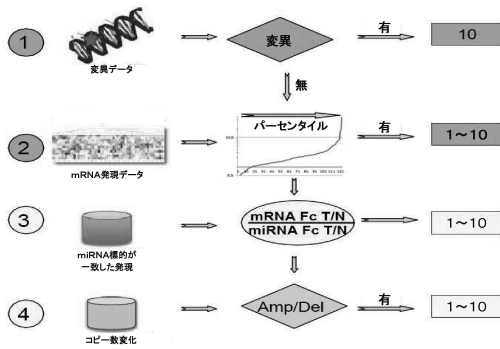 1
変異データ
変異
有
10
無
2
mRNA発現データ
パーセンタイル
有
1〜10
3
miRNA標的が
一致した発現
mRNA Fc T/N
miRNA Fc T/N
1〜10
4
コピー数変化
Amp/Del
有
1〜10